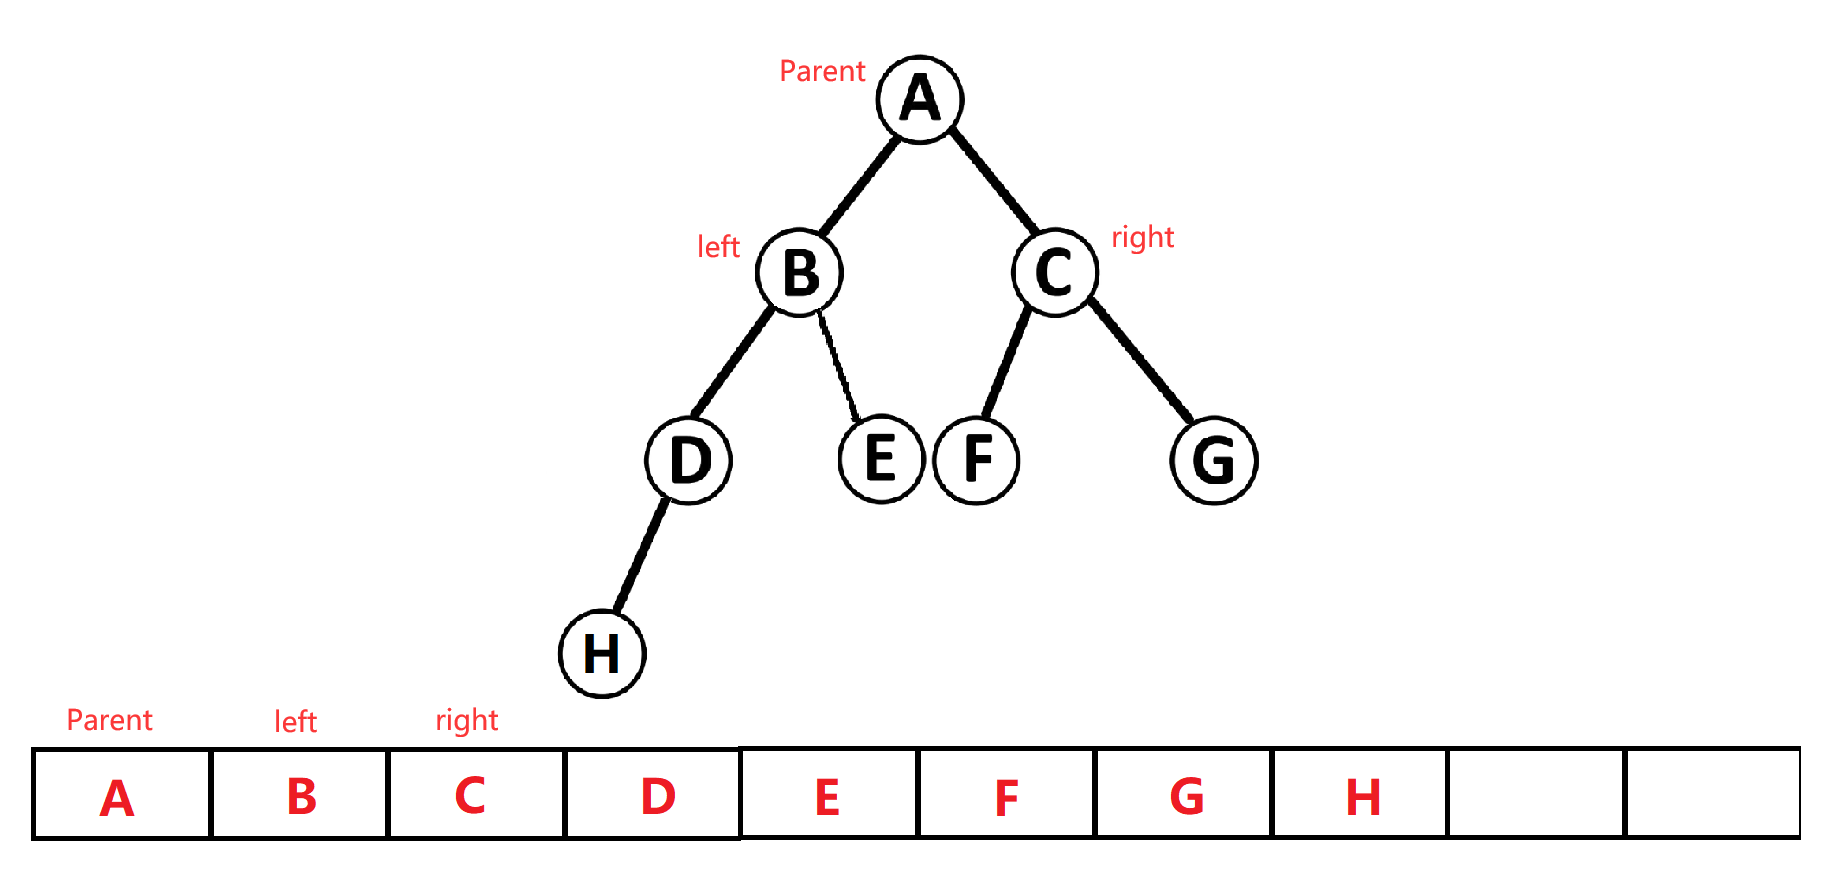 Parent A
left B C right
D E F G
H
Parent left right
A B C D E F G H